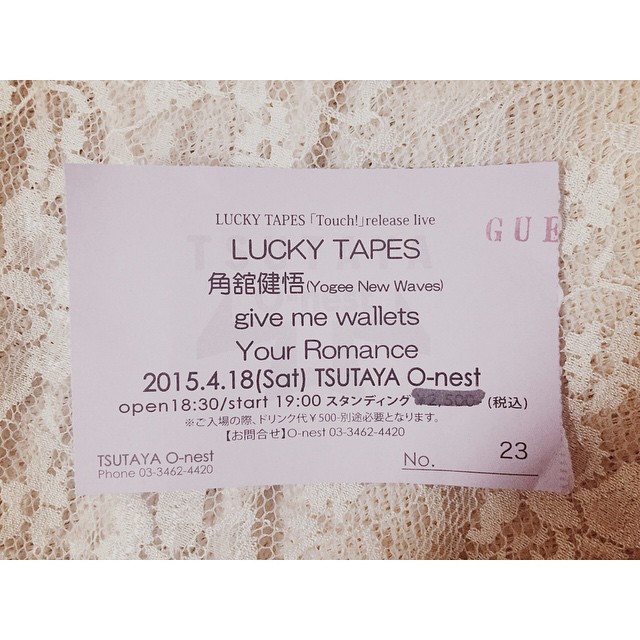 LUCKY TAPES「Touch!」release live
GUE
LUCKY TAPES
角舘健悟(Yogee New Waves)
give me wallets
Your Romance
2015.4.18(Sat) TSUTAYA O-nest
open18:30/start 19:00 スタンディング ¥2,500 (税込)
※ご入場の際、ドリンク代￥500-別途必要となります。
【お問合せ】O-nest 03-3462-4420
TSUTAYA O-nest
Phone 03-3462-4420
No. 23